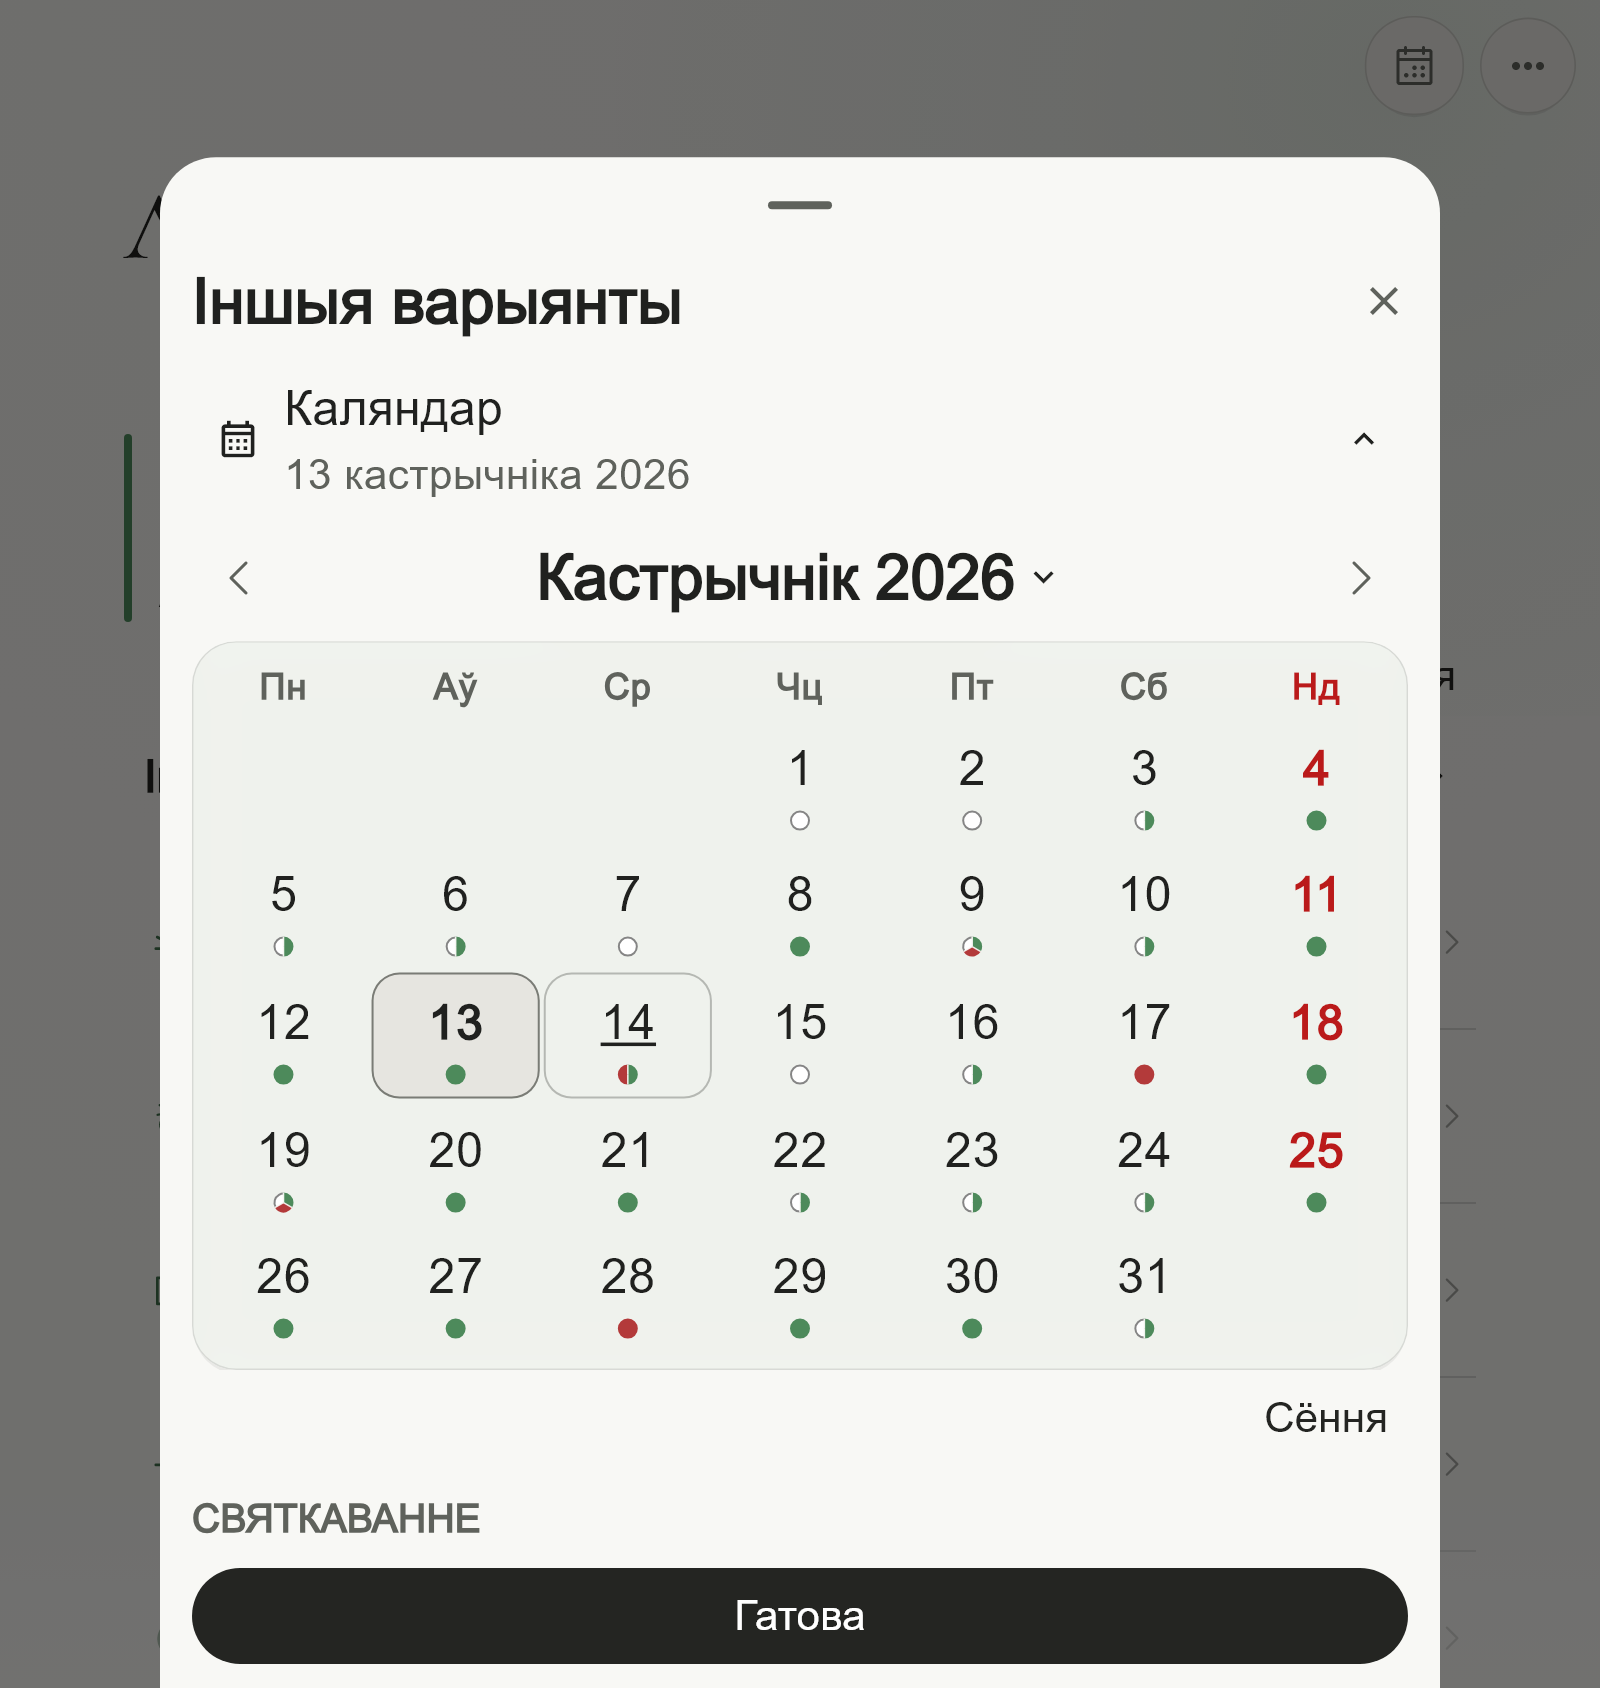 Іншыя варыянты
Каляндар
13 кастрычніка 2026
Кастрычнік 2026
Пн Аў Ср Чц Пт Сб Нд
1 2 3 4
5 6 7 8 9 10 11
12 13 14 15 16 17 18
19 20 21 22 23 24 25
26 27 28 29 30 31
Сёння
СВЯТКАВАННЕ
Гатова